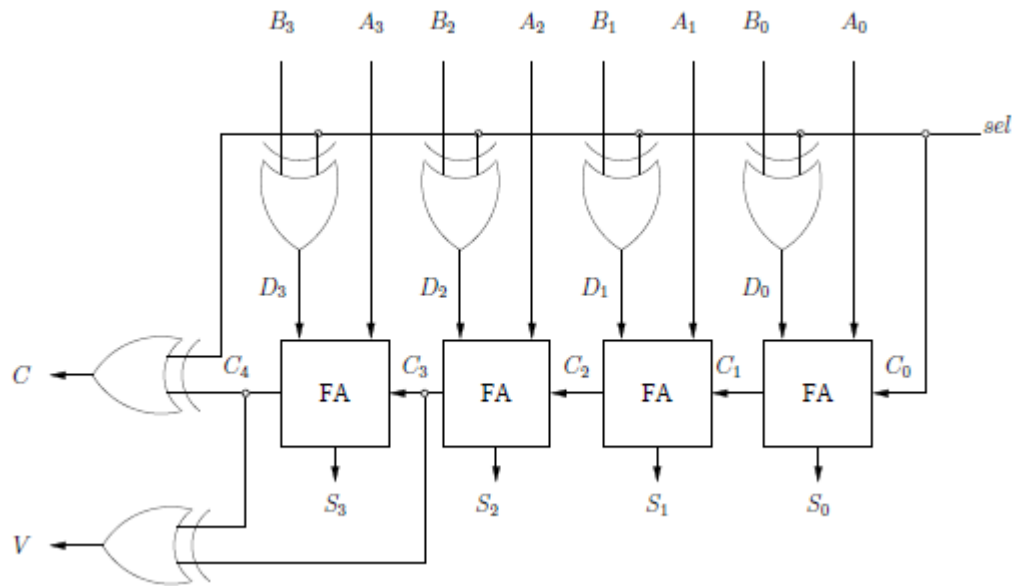 B₃ A₃ B₂ A₂ B₁ A₁ B₀ A₀
sel
D₃ D₂ D₁ D₀
C C₄ C₃ C₂ C₁ C₀
FA FA FA FA
S₃ S₂ S₁ S₀
V